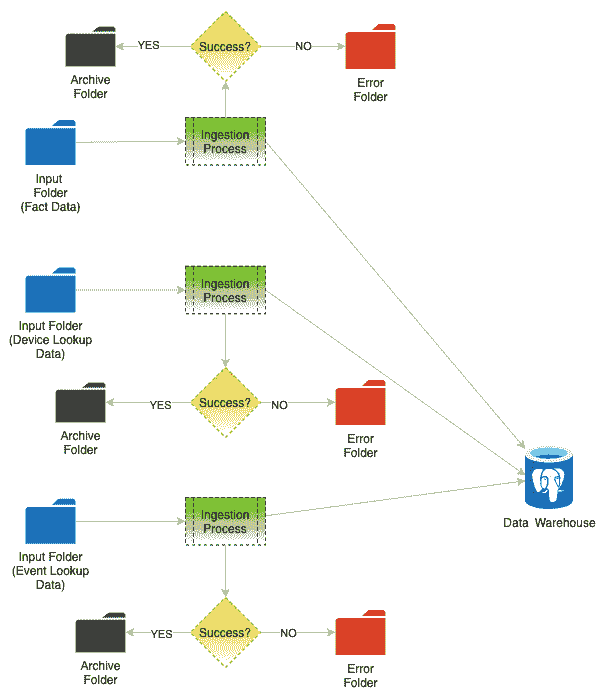 YES
Success?
NO
Archive
Folder
Error
Folder
Ingestion
Process
Input
Folder
(Fact Data)
Ingestion
Process
Input Folder
(Device Lookup
Data)
YES
Success?
NO
Archive
Folder
Error
Folder
Ingestion
Process
Data Warehouse
Input Folder
(Event Lookup
Data)
YES
Success?
NO
Archive
Folder
Error
Folder